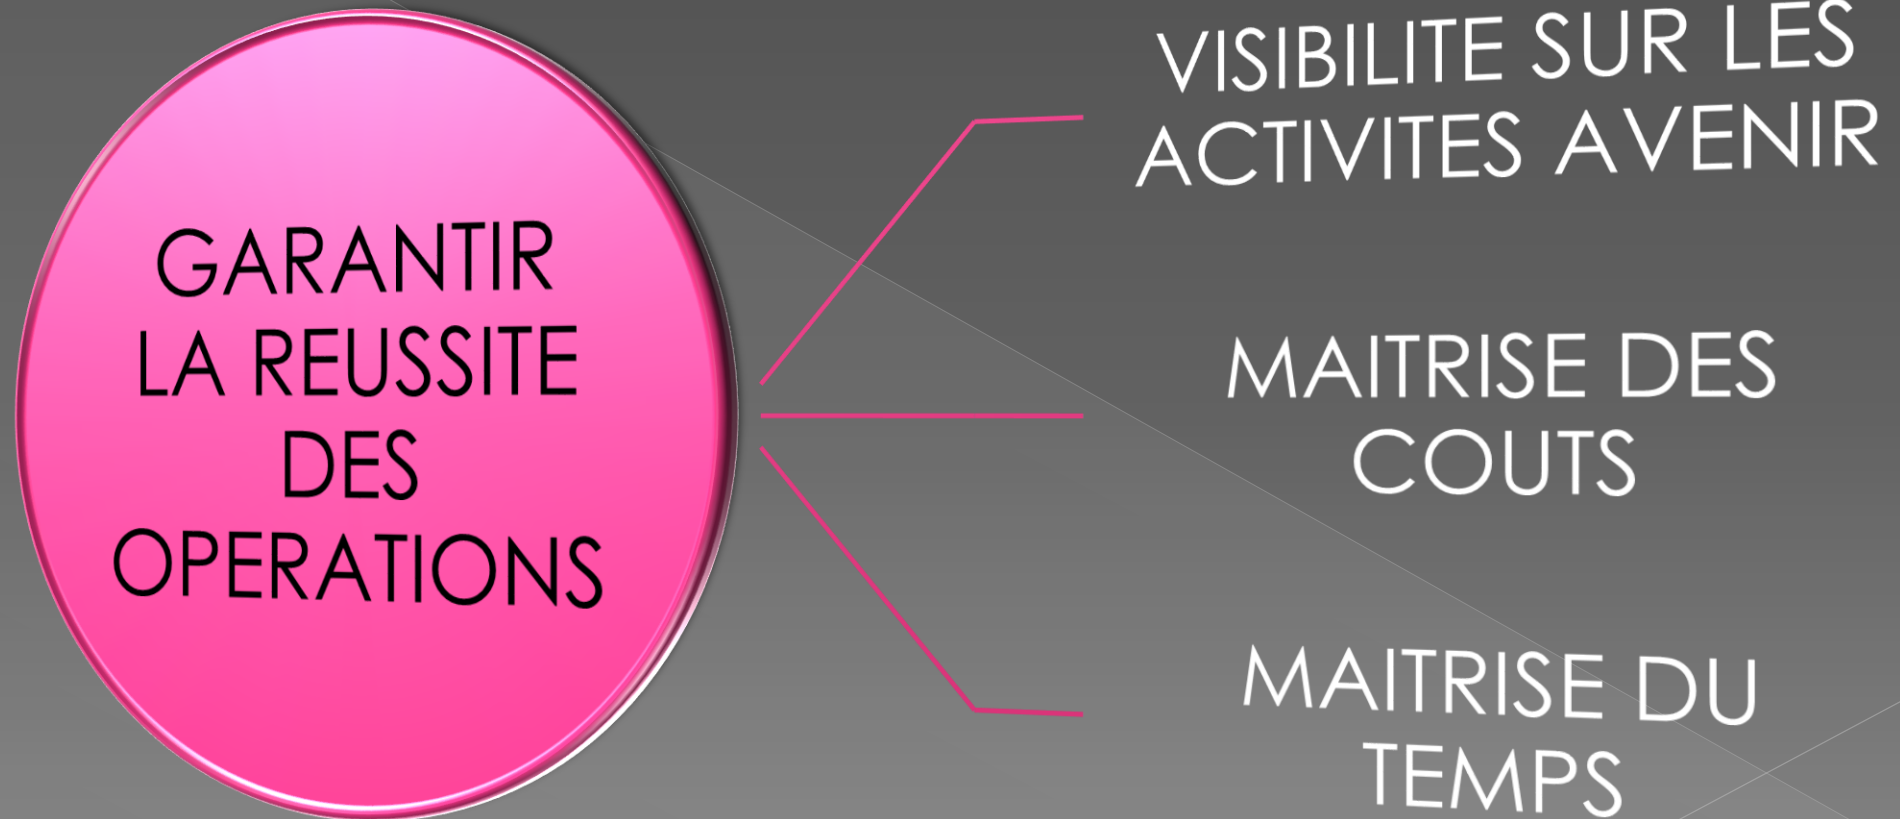 GARANTIR
LA REUSSITE
DES
OPERATIONS
VISIBILITE SUR LES
ACTIVITES AVENIR
MAITRISE DES
COUTS
MAITRISE DU
TEMPS